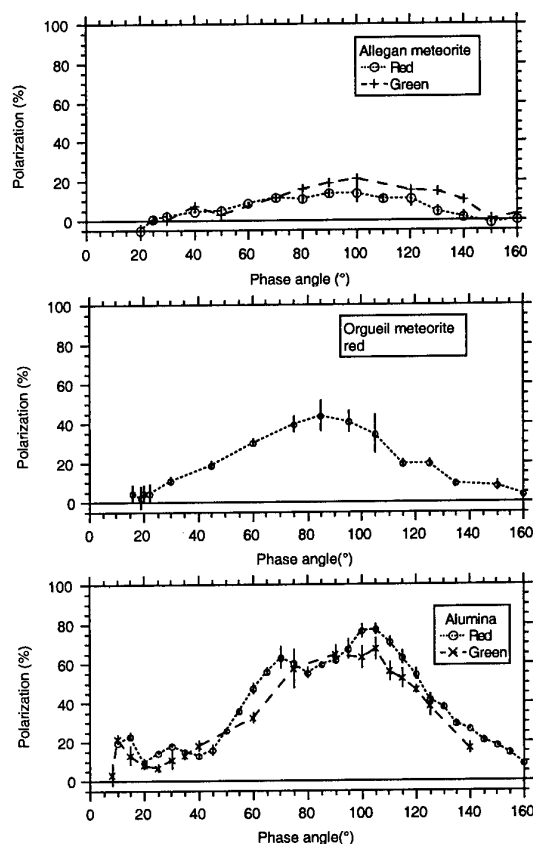 100
80
60
40
20
0
Polarization (%)
Allegan meteorite
Red
Green
0 20 40 60 80 100 120 140 160
Phase angle (°)
100
80
60
40
20
0
Polarization (%)
Orgueil meteorite
red
0 20 40 60 80 100 120 140 160
Phase angle(°)
100
80
60
40
20
0
Polarization (%)
Alumina
Red
Green
0 20 40 60 80 100 120 140 160
Phase angle(°)